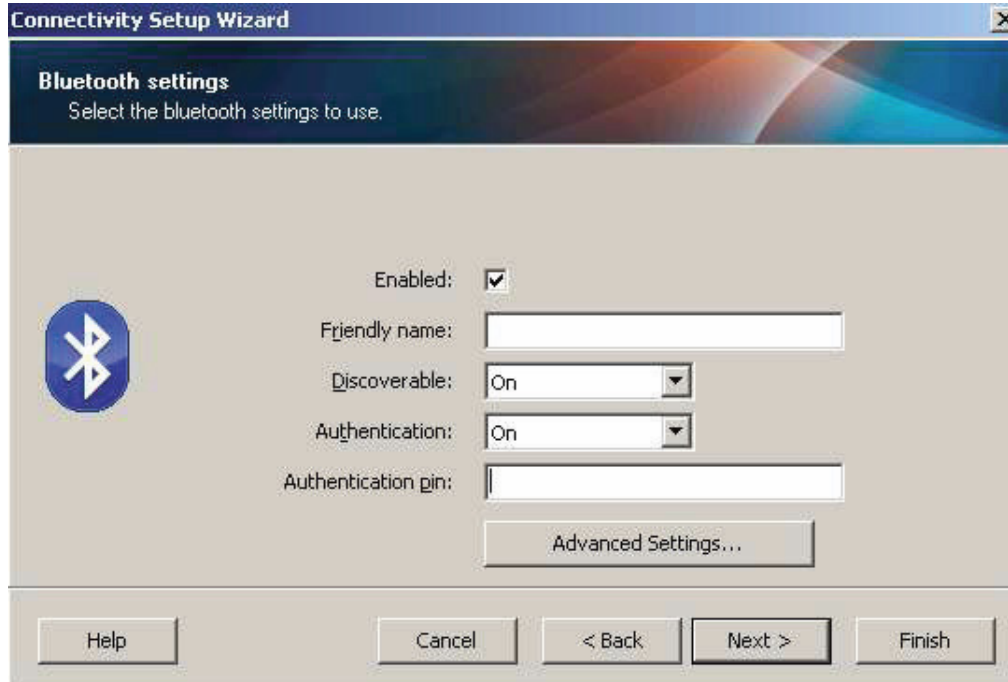 Connectivity Setup Wizard
Bluetooth settings
Select the bluetooth settings to use.
Enabled:
Friendly name:
Discoverable: On
Authentication: On
Authentication pin:
Advanced Settings...
Help Cancel < Back Next > Finish